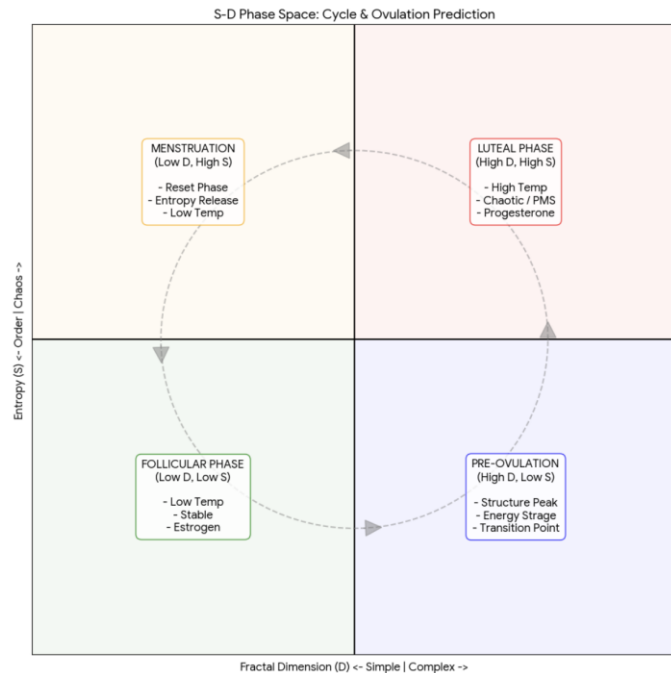 S-D Phase Space: Cycle & Ovulation Prediction
MENSTRUATION
(Low D, High S)
- Reset Phase
- Entropy Release
- Low Temp
LUTEAL PHASE
(High D, High S)
- High Temp
- Chaotic / PMS
- Progesterone
Entropy (S) <- Order | Chaos ->
FOLLICULAR PHASE
(Low D, Low S)
- Low Temp
- Stable
- Estrogen
PRE-OVULATION
(High D, Low S)
- Structure Peak
- Energy Strage
- Transition Point
Fractal Dimension (D) <- Simple | Complex ->